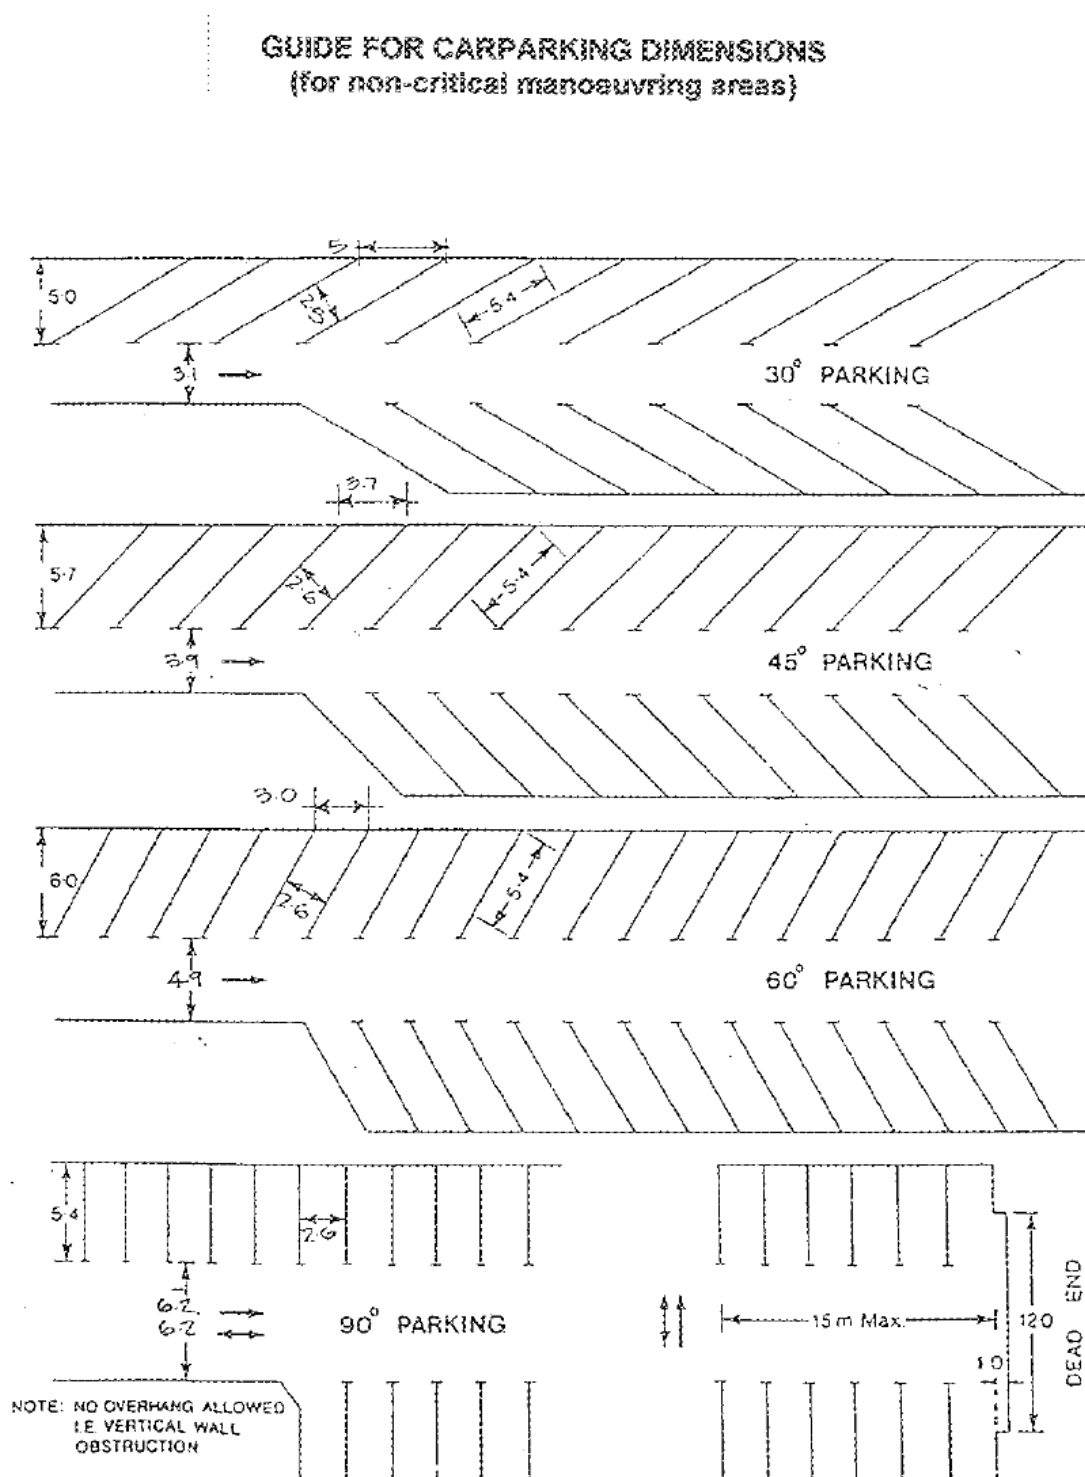 GUIDE FOR CARPARKING DIMENSIONS
(for non-critical manoeuvring areas)
5
5.0
2.5
5.4
3.1
30° PARKING
3.7
5.7
2.6
5.4
3.9
45° PARKING
3.0
6.0
2.6
5.4
4.9
60° PARKING
5.4
2.6
6.2
6.2
90° PARKING
15m Max.
1.0
12.0
DEAD END
NOTE: NO OVERHANG ALLOWED
I.E. VERTICAL WALL
OBSTRUCTION